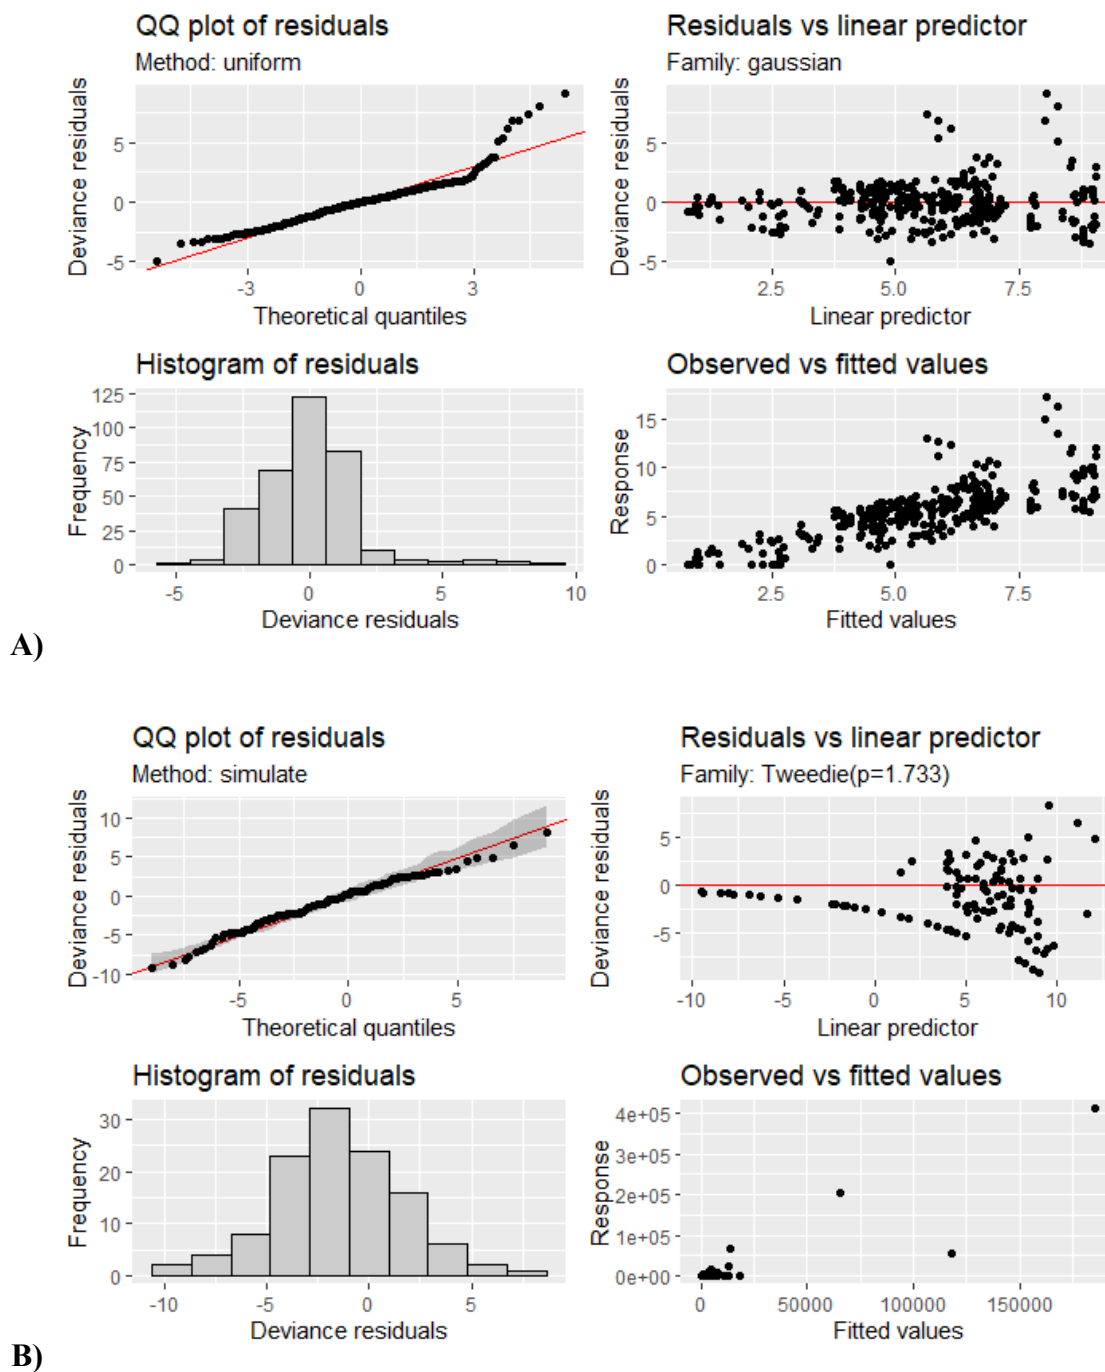 QQ plot of residuals
Method: uniform
Deviance residuals
5
0
-5
-3
0
3
Theoretical quantiles
Residuals vs linear predictor
Family: gaussian
Deviance residuals
5
0
-5
2.5
5.0
7.5
Linear predictor
Histogram of residuals
Frequency
125
100
75
50
25
0
-5
0
5
10
Deviance residuals
Observed vs fitted values
Response
15
10
5
0
2.5
5.0
7.5
Fitted values
A)
QQ plot of residuals
Method: simulate
Deviance residuals
10
5
0
-5
-10
-5
0
5
Theoretical quantiles
Residuals vs linear predictor
Family: Tweedie(p=1.733)
Deviance residuals
5
0
-5
-10
-5
0
5
10
Linear predictor
Histogram of residuals
Frequency
30
20
10
0
-10
-5
0
5
Deviance residuals
Observed vs fitted values
Response
4e+05
3e+05
2e+05
1e+05
0e+00
0
50000
100000
150000
Fitted values
B)